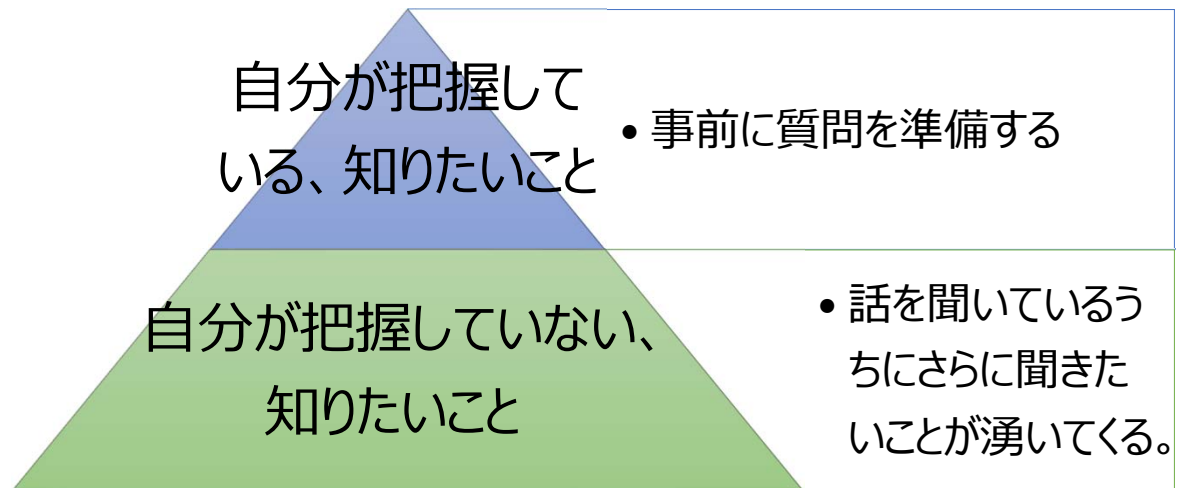 自分が把握して
いる、知りたいこと
• 事前に質問を準備する
自分が把握していない、
知りたいこと
• 話を聞いているう
ちにさらに聞きた
いことが湧いてくる。